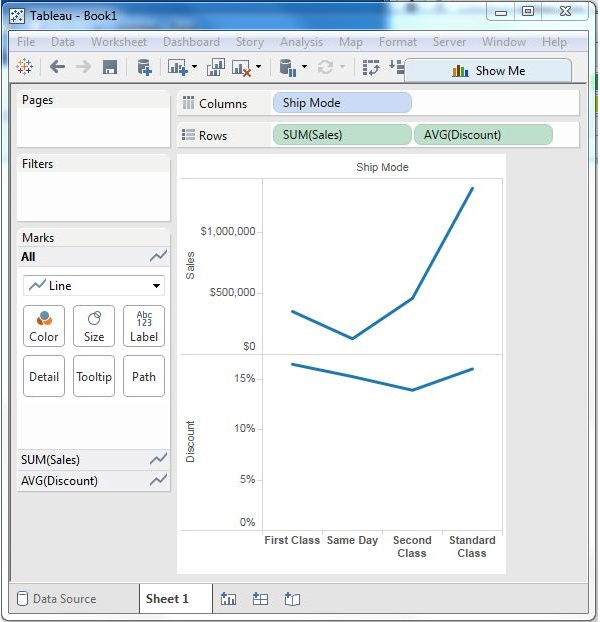 Tableau - Book1
File Data Worksheet Dashboard Story Analysis Map Format Server Window Help
Show Me
Pages
Columns
Ship Mode
Rows
SUM(Sales)
AVG(Discount)
Filters
Marks
All
Line
Color
Size
Abc
123
Label
Detail
Tooltip
Path
SUM(Sales)
AVG(Discount)
Ship Mode
Sales
$1,000,000
$500,000
$0
Discount
15%
10%
5%
0%
First Class Same Day Second Class Standard Class
Data Source
Sheet 1